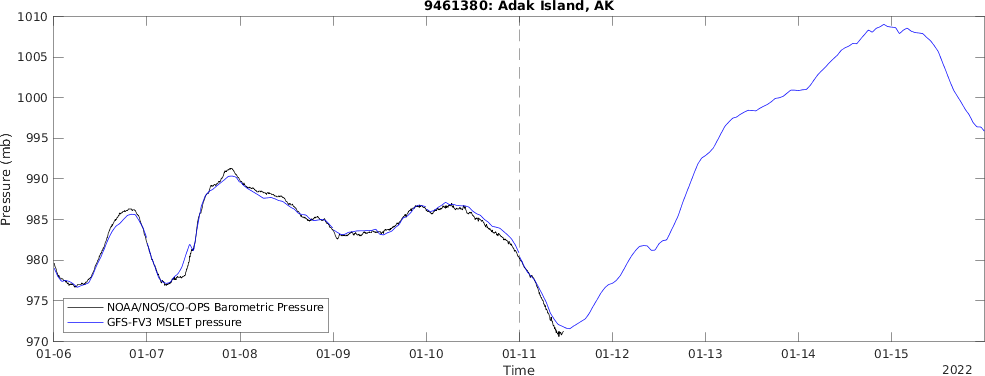 9461380: Adak Island, AK
Pressure (mb)
1010
1005
1000
995
990
985
980
975
970
NOAA/NOS/CO-OPS Barometric Pressure
GFS-FV3 MSLET pressure
01-06 01-07 01-08 01-09 01-10 01-11 01-12 01-13 01-14 01-15
Time
2022